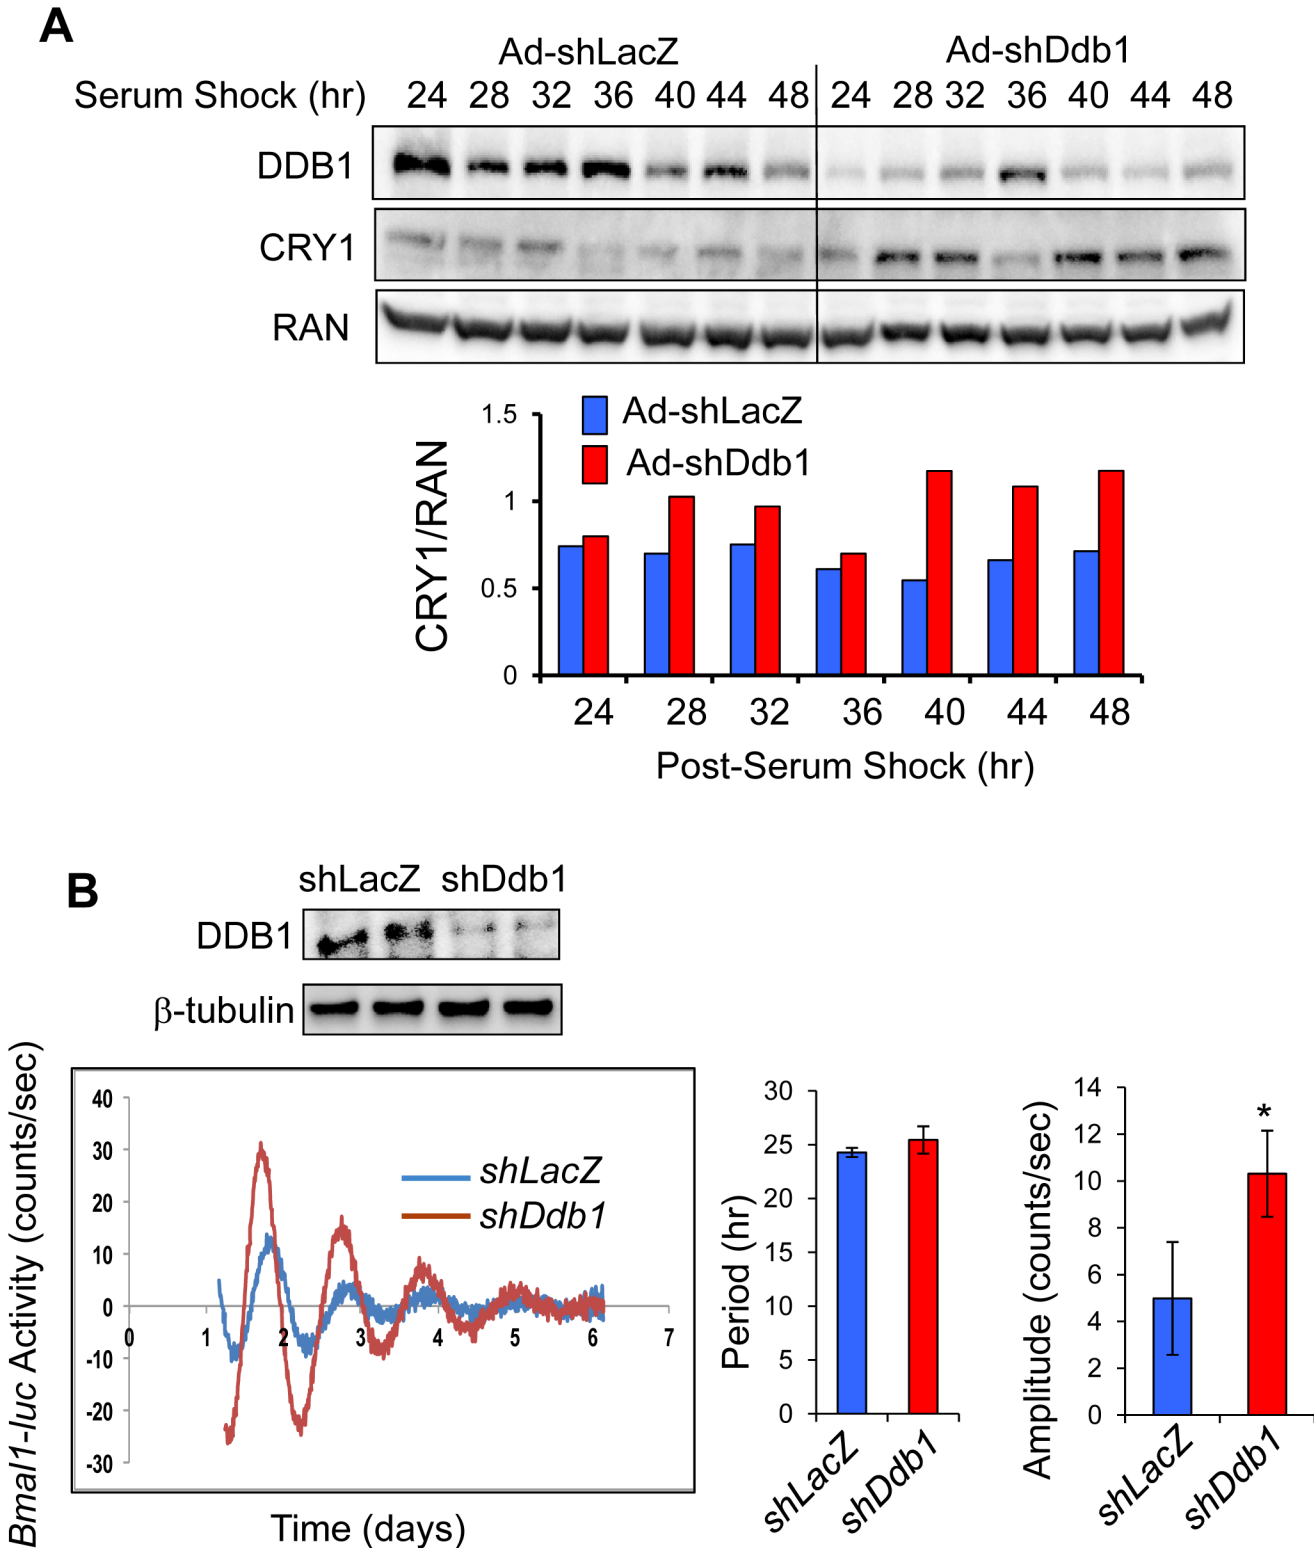 A
Ad-shLacZ Ad-shDdb1
Serum Shock (hr) 24 28 32 36 40 44 48 24 28 32 36 40 44 48
DDB1
CRY1
RAN
1.5
1
0.5
0
CRY1/RAN
Ad-shLacZ
Ad-shDdb1
24 28 32 36 40 44 48
Post-Serum Shock (hr)
B
shLacZ shDdb1
DDB1
β-tubulin
Bmal1-luc Activity (counts/sec)
40
30
20
10
0
-10
-20
-30
0 1 2 3 4 5 6 7
shLacZ
shDdb1
Time (days)
Period (hr)
30
25
20
15
10
5
0
shLacZ shDdb1
Amplitude (counts/sec)
14
12
10
8
6
4
2
0
*
shLacZ shDdb1